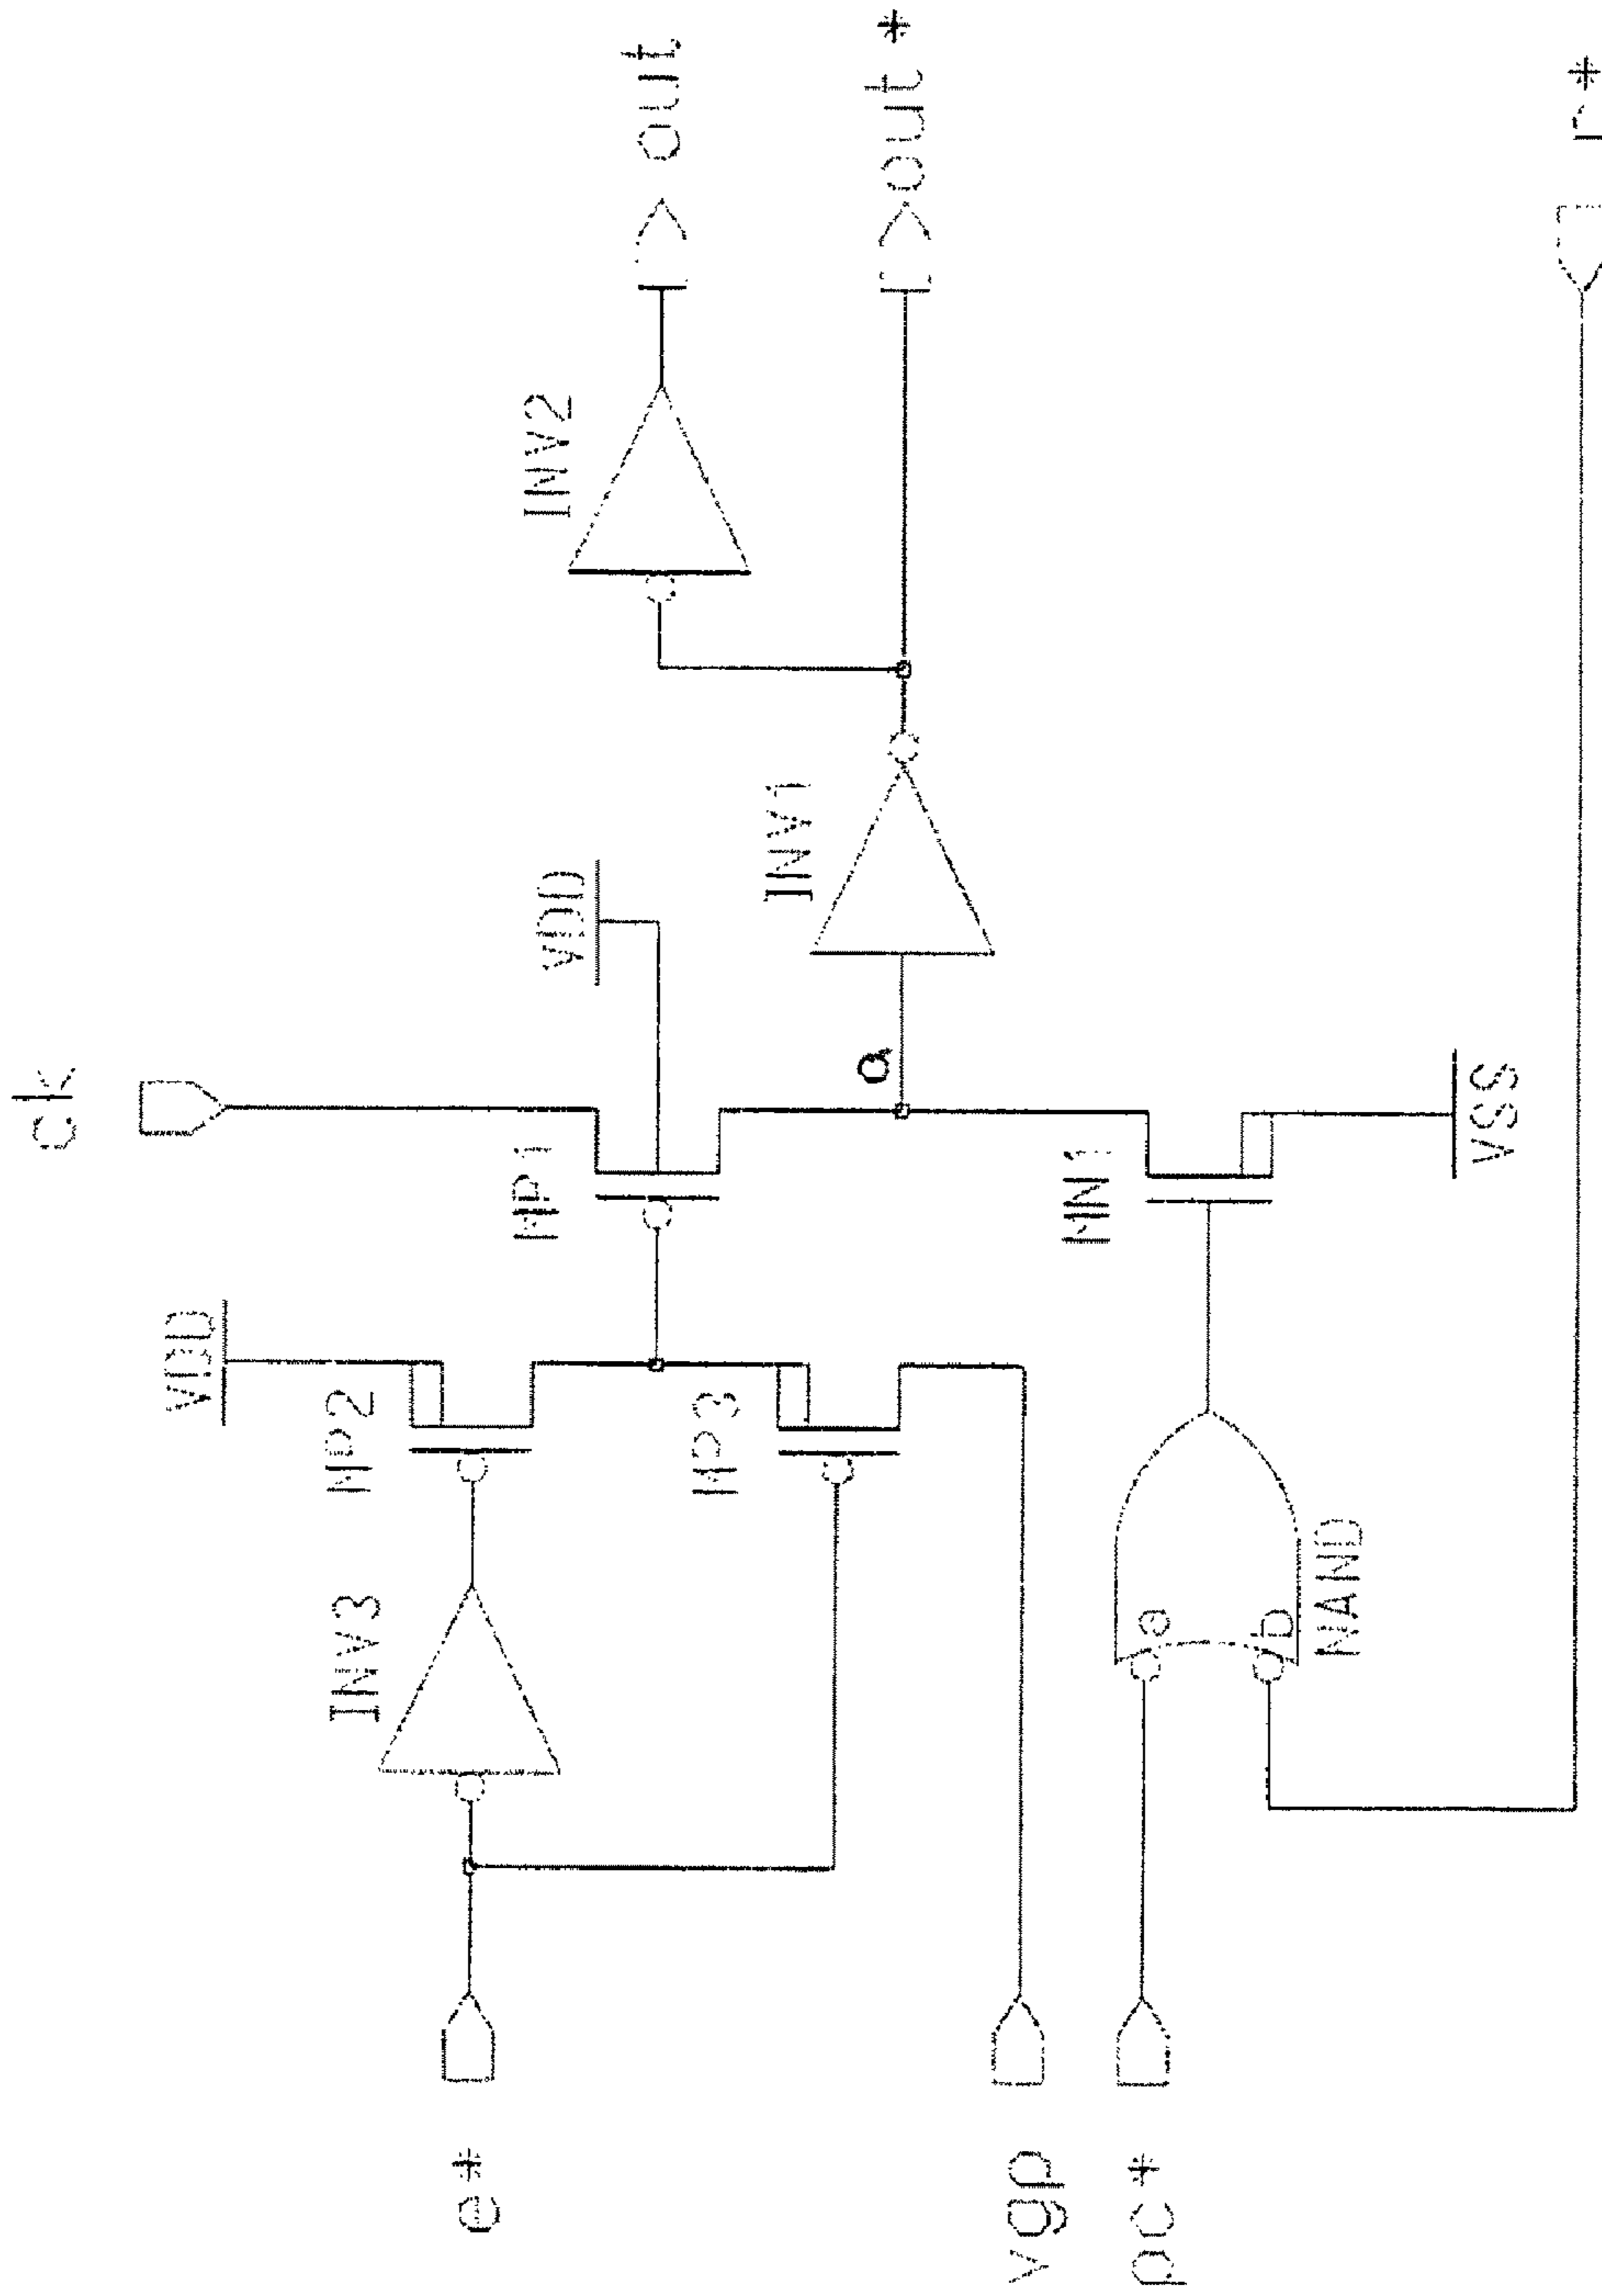 ck
VDD
MP2
INV3
e*
MP1
VDD
INV2
out
MP3
INV1
a
out*
vgp
MN1
pc*
a
b
NAND
VSS
r*